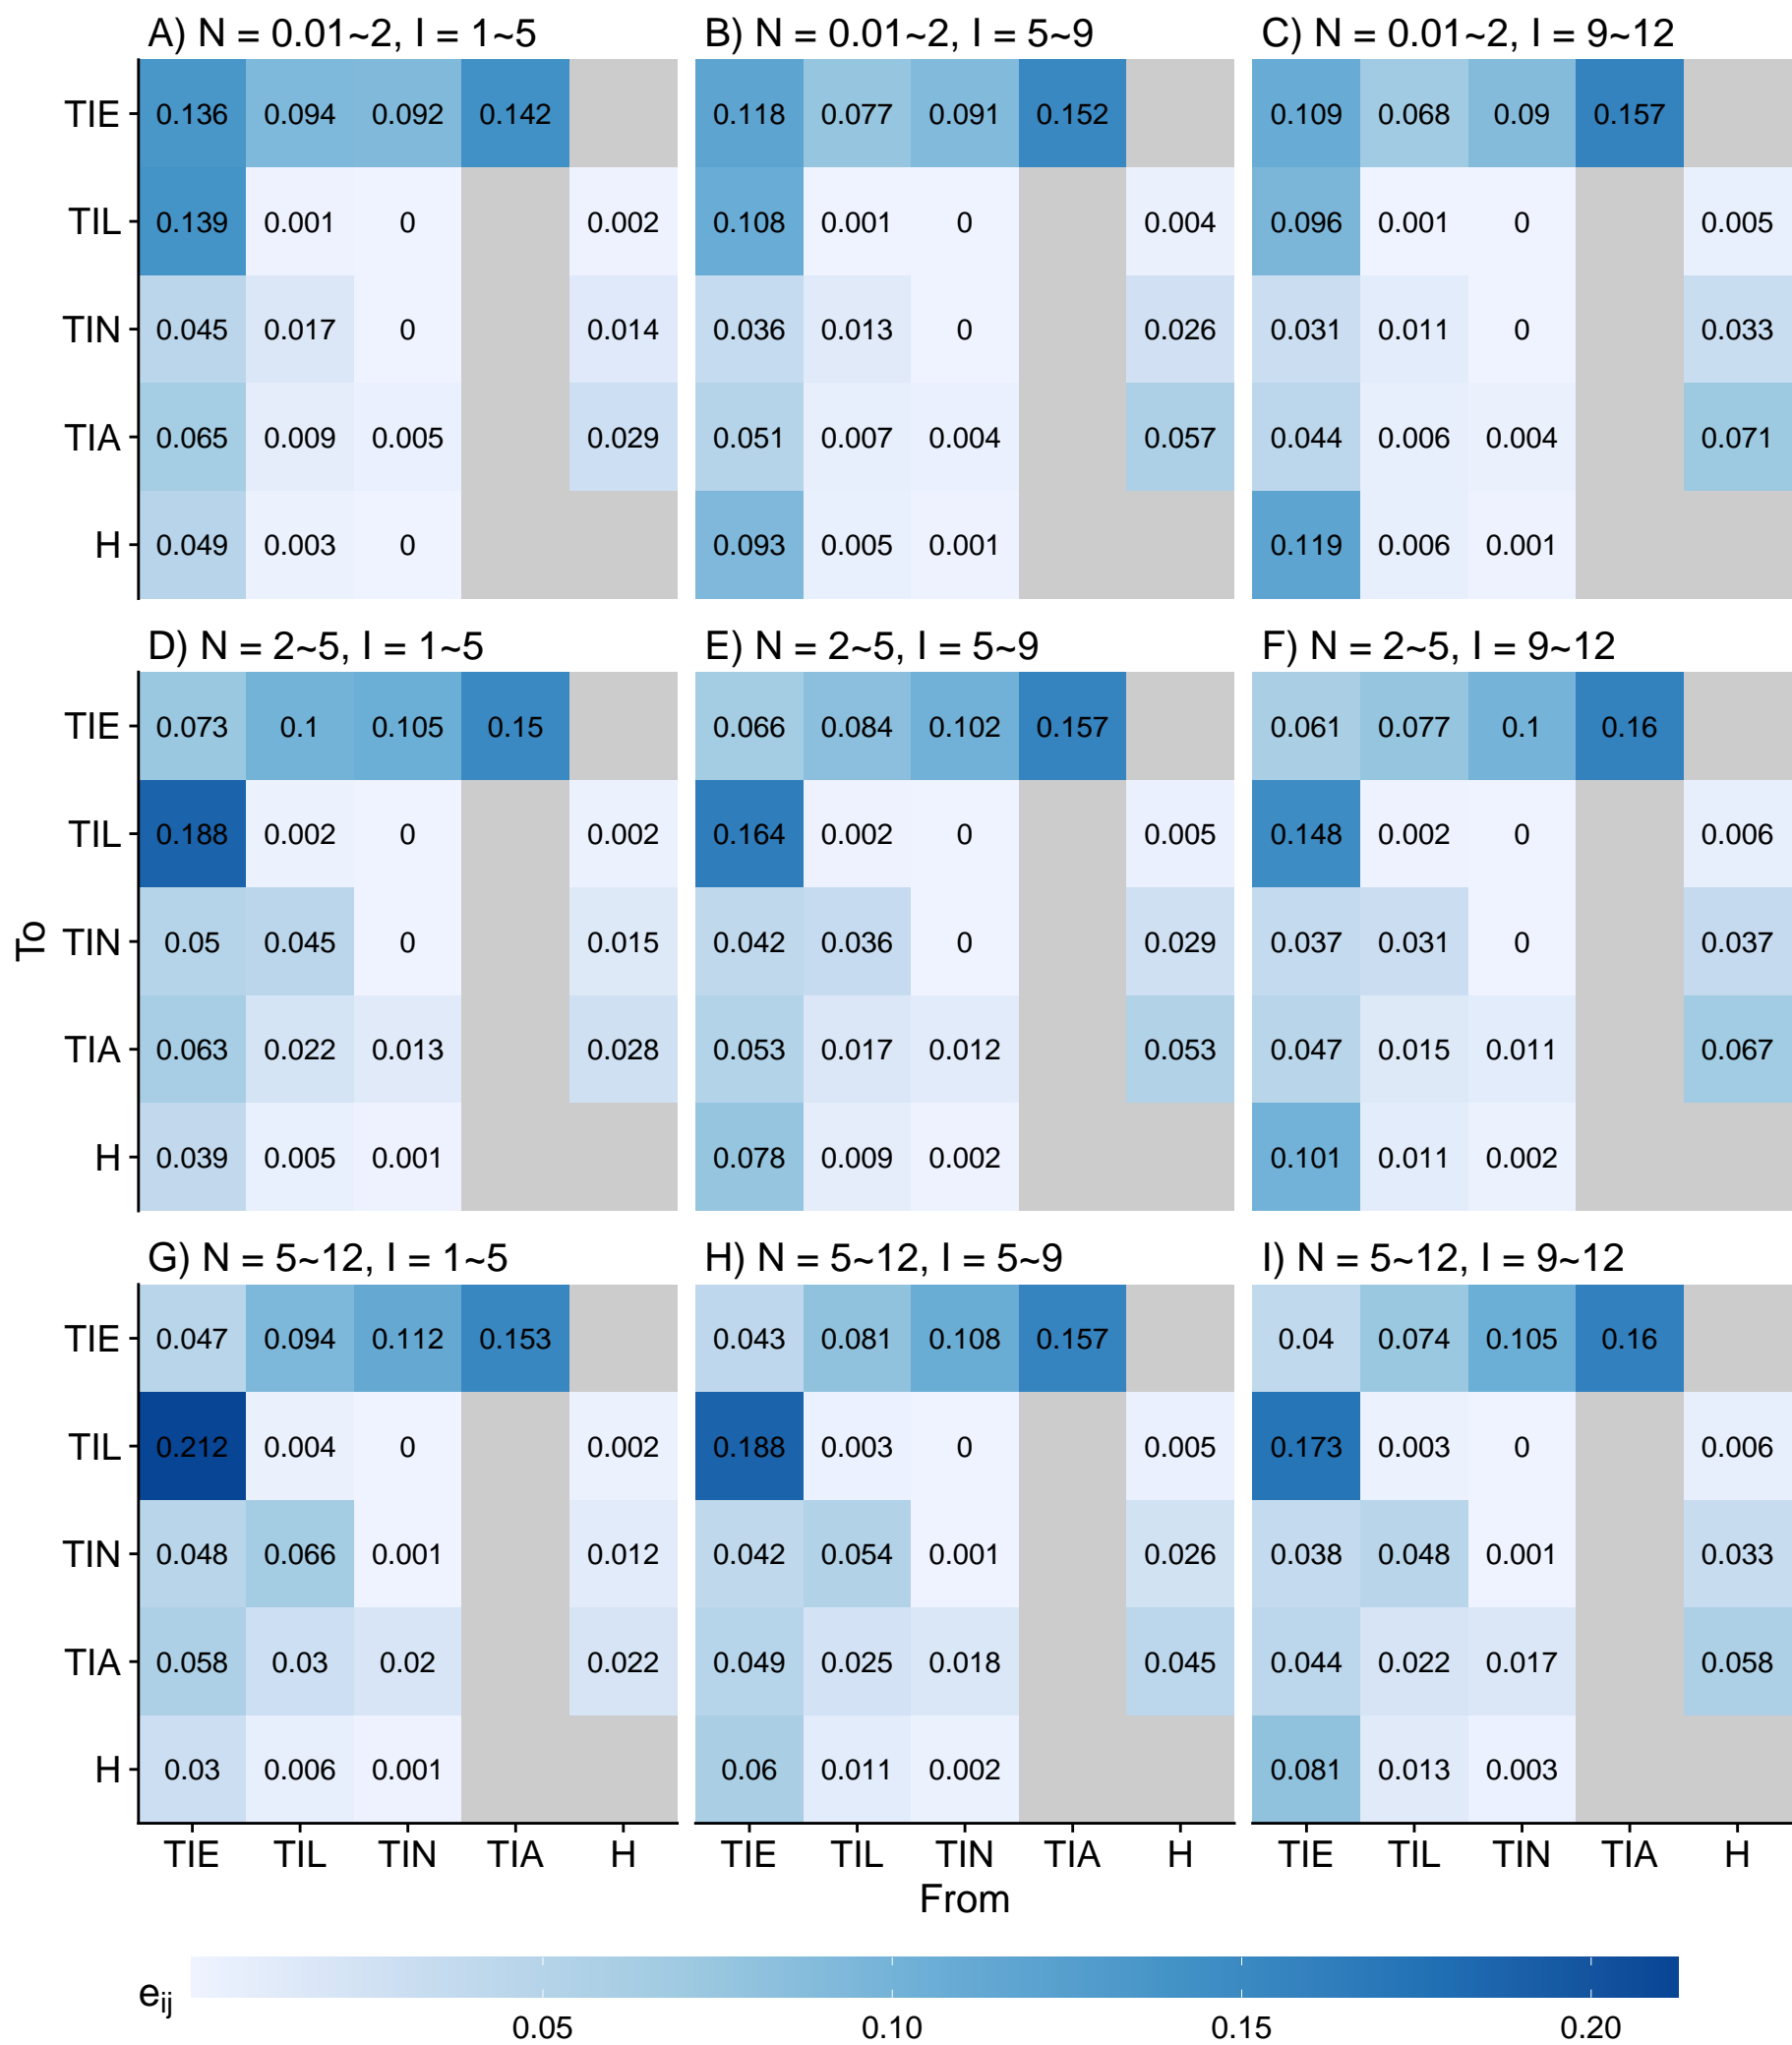 A) N = 0.01~2, I = 1~5 B) N = 0.01~2, I = 5~9 C) N = 0.01~2, I = 9~12
TIE 0.136 0.094 0.092 0.142 0.118 0.077 0.091 0.152 0.109 0.068 0.09 0.157
TIL 0.139 0.001 0 0.002 0.108 0.001 0 0.004 0.096 0.001 0 0.005
TIN 0.045 0.017 0 0.014 0.036 0.013 0 0.026 0.031 0.011 0 0.033
TIA 0.065 0.009 0.005 0.029 0.051 0.007 0.004 0.057 0.044 0.006 0.004 0.071
H 0.049 0.003 0 0.093 0.005 0.001 0.119 0.006 0.001
D) N = 2~5, I = 1~5 E) N = 2~5, I = 5~9 F) N = 2~5, I = 9~12
TIE 0.073 0.1 0.105 0.15 0.066 0.084 0.102 0.157 0.061 0.077 0.1 0.16
TIL 0.188 0.002 0 0.002 0.164 0.002 0 0.005 0.148 0.002 0 0.006
To
TIN 0.05 0.045 0 0.015 0.042 0.036 0 0.029 0.037 0.031 0 0.037
TIA 0.063 0.022 0.013 0.028 0.053 0.017 0.012 0.053 0.047 0.015 0.011 0.067
H 0.039 0.005 0.001 0.078 0.009 0.002 0.101 0.011 0.002
G) N = 5~12, I = 1~5 H) N = 5~12, I = 5~9 I) N = 5~12, I = 9~12
TIE 0.047 0.094 0.112 0.153 0.043 0.081 0.108 0.157 0.04 0.074 0.105 0.16
TIL 0.212 0.004 0 0.002 0.188 0.003 0 0.005 0.173 0.003 0 0.006
TIN 0.048 0.066 0.001 0.012 0.042 0.054 0.001 0.026 0.038 0.048 0.001 0.033
TIA 0.058 0.03 0.02 0.022 0.049 0.025 0.018 0.045 0.044 0.022 0.017 0.058
H 0.03 0.006 0.001 0.06 0.011 0.002 0.081 0.013 0.003
TIE TIL TIN TIA H TIE TIL TIN TIA H TIE TIL TIN TIA H
From
eij
0.05 0.10 0.15 0.20